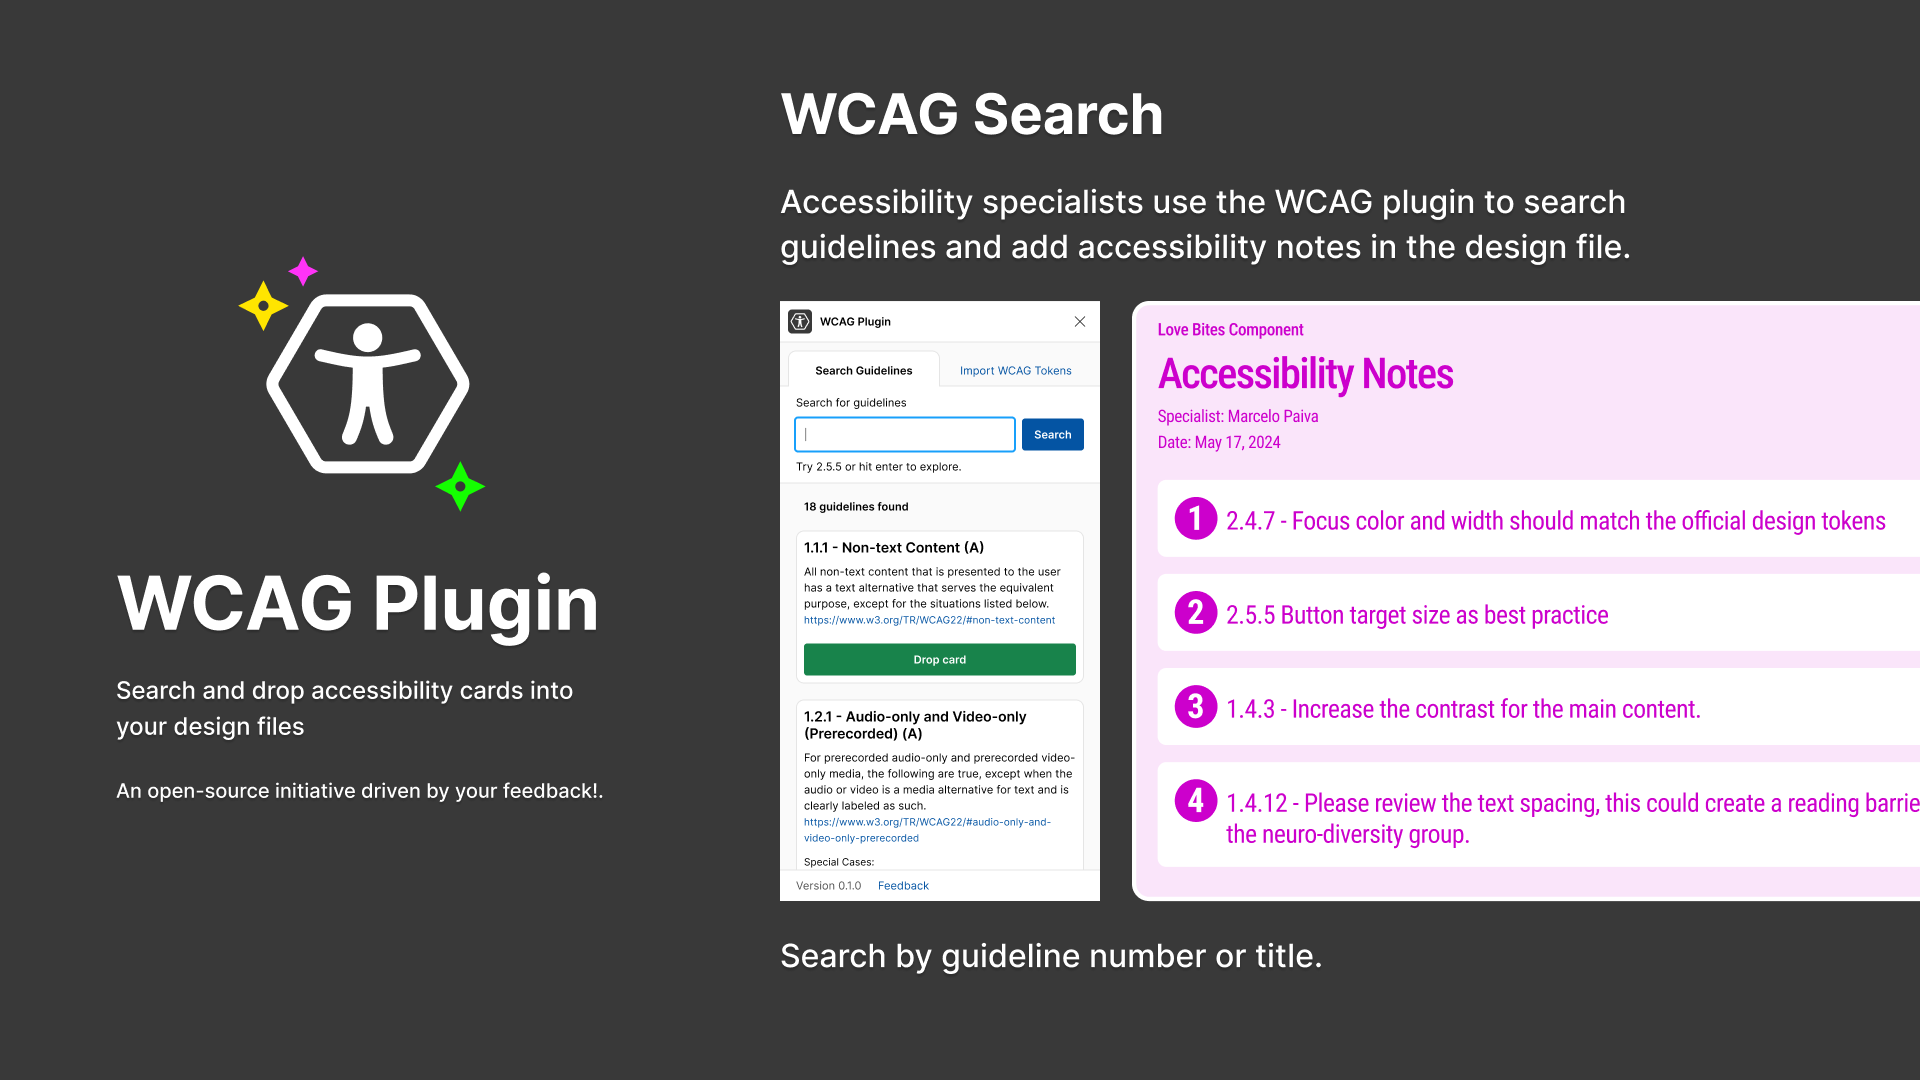 WCAG Plugin
Search and drop accessibility cards into
your design files
An open-source initiative driven by your feedback!.
WCAG Search
Accessibility specialists use the WCAG plugin to search
guidelines and add accessibility notes in the design file.
WCAG Plugin
Search Guidelines
Import WCAG Tokens
Search for guidelines
Search
Try 2.5.5 or hit enter to explore.
18 guidelines found
1.1.1 - Non-text Content (A)
All non-text content that is presented to the user
has a text alternative that serves the equivalent
purpose, except for the situations listed below.
https://www.w3.org/TR/WCAG22/#non-text-content
Drop card
1.2.1 - Audio-only and Video-only
(Prerecorded) (A)
For prerecorded audio-only and prerecorded video-
only media, the following are true, except when the
audio or video is a media alternative for text and is
clearly labeled as such.
https://www.w3.org/TR/WCAG22/#audio-only-and-
video-only-prerecorded
Special Cases:
Version 0.1.0 Feedback
Love Bites Component
Accessibility Notes
Specialist: Marcelo Paiva
Date: May 17, 2024
1 2.4.7 - Focus color and width should match the official design tokens
2 2.5.5 Button target size as best practice
3 1.4.3 - Increase the contrast for the main content.
4 1.4.12 - Please review the text spacing, this could create a reading barrie
the neuro-diversity group.
Search by guideline number or title.